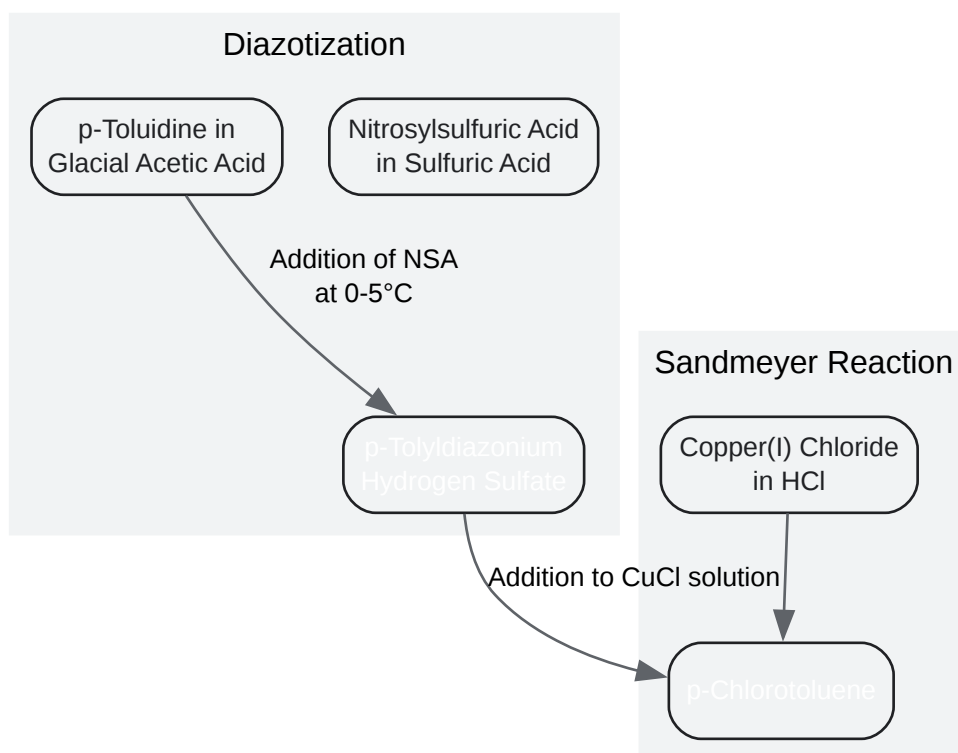 Diazotization
p-Toluidine in
Glacial Acetic Acid
Nitrosylsulfuric Acid
in Sulfuric Acid
Addition of NSA
at 0-5°C
Sandmeyer Reaction
p-Tolyldiazonium
Hydrogen Sulfate
Copper(I) Chloride
in HCl
Addition to CuCl solution
p-Chlorotoluene